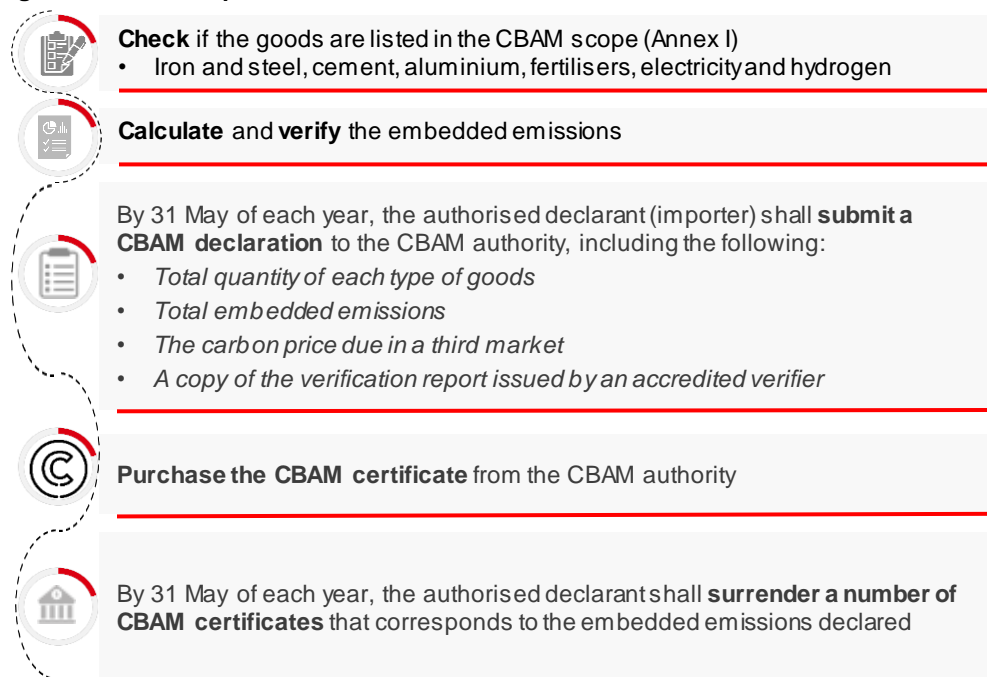 Check if the goods are listed in the CBAM scope (Annex I)
• Iron and steel, cement, aluminium, fertilisers, electricity and hydrogen
Calculate and verify the embedded emissions
By 31 May of each year, the authorised declarant (importer) shall submit a
CBAM declaration to the CBAM authority, including the following:
• Total quantity of each type of goods
• Total embedded emissions
• The carbon price due in a third market
• A copy of the verification report issued by an accredited verifier
Purchase the CBAM certificate from the CBAM authority
By 31 May of each year, the authorised declarant shall surrender a number of
CBAM certificates that corresponds to the embedded emissions declared